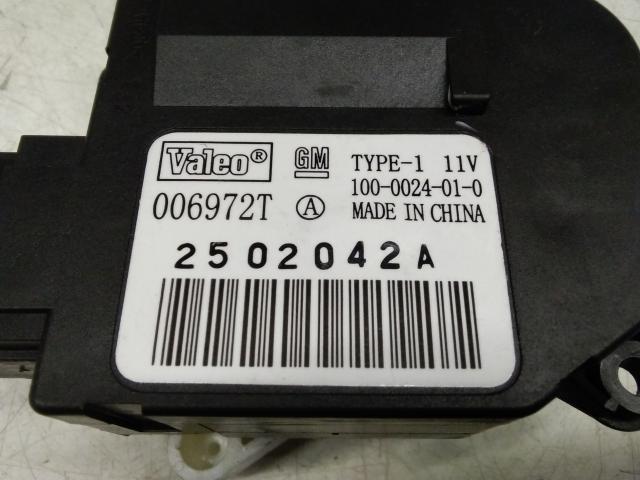 Valeo® GM TYPE-1 11V
100-0024-01-0
006972T A MADE IN CHINA
2502042A